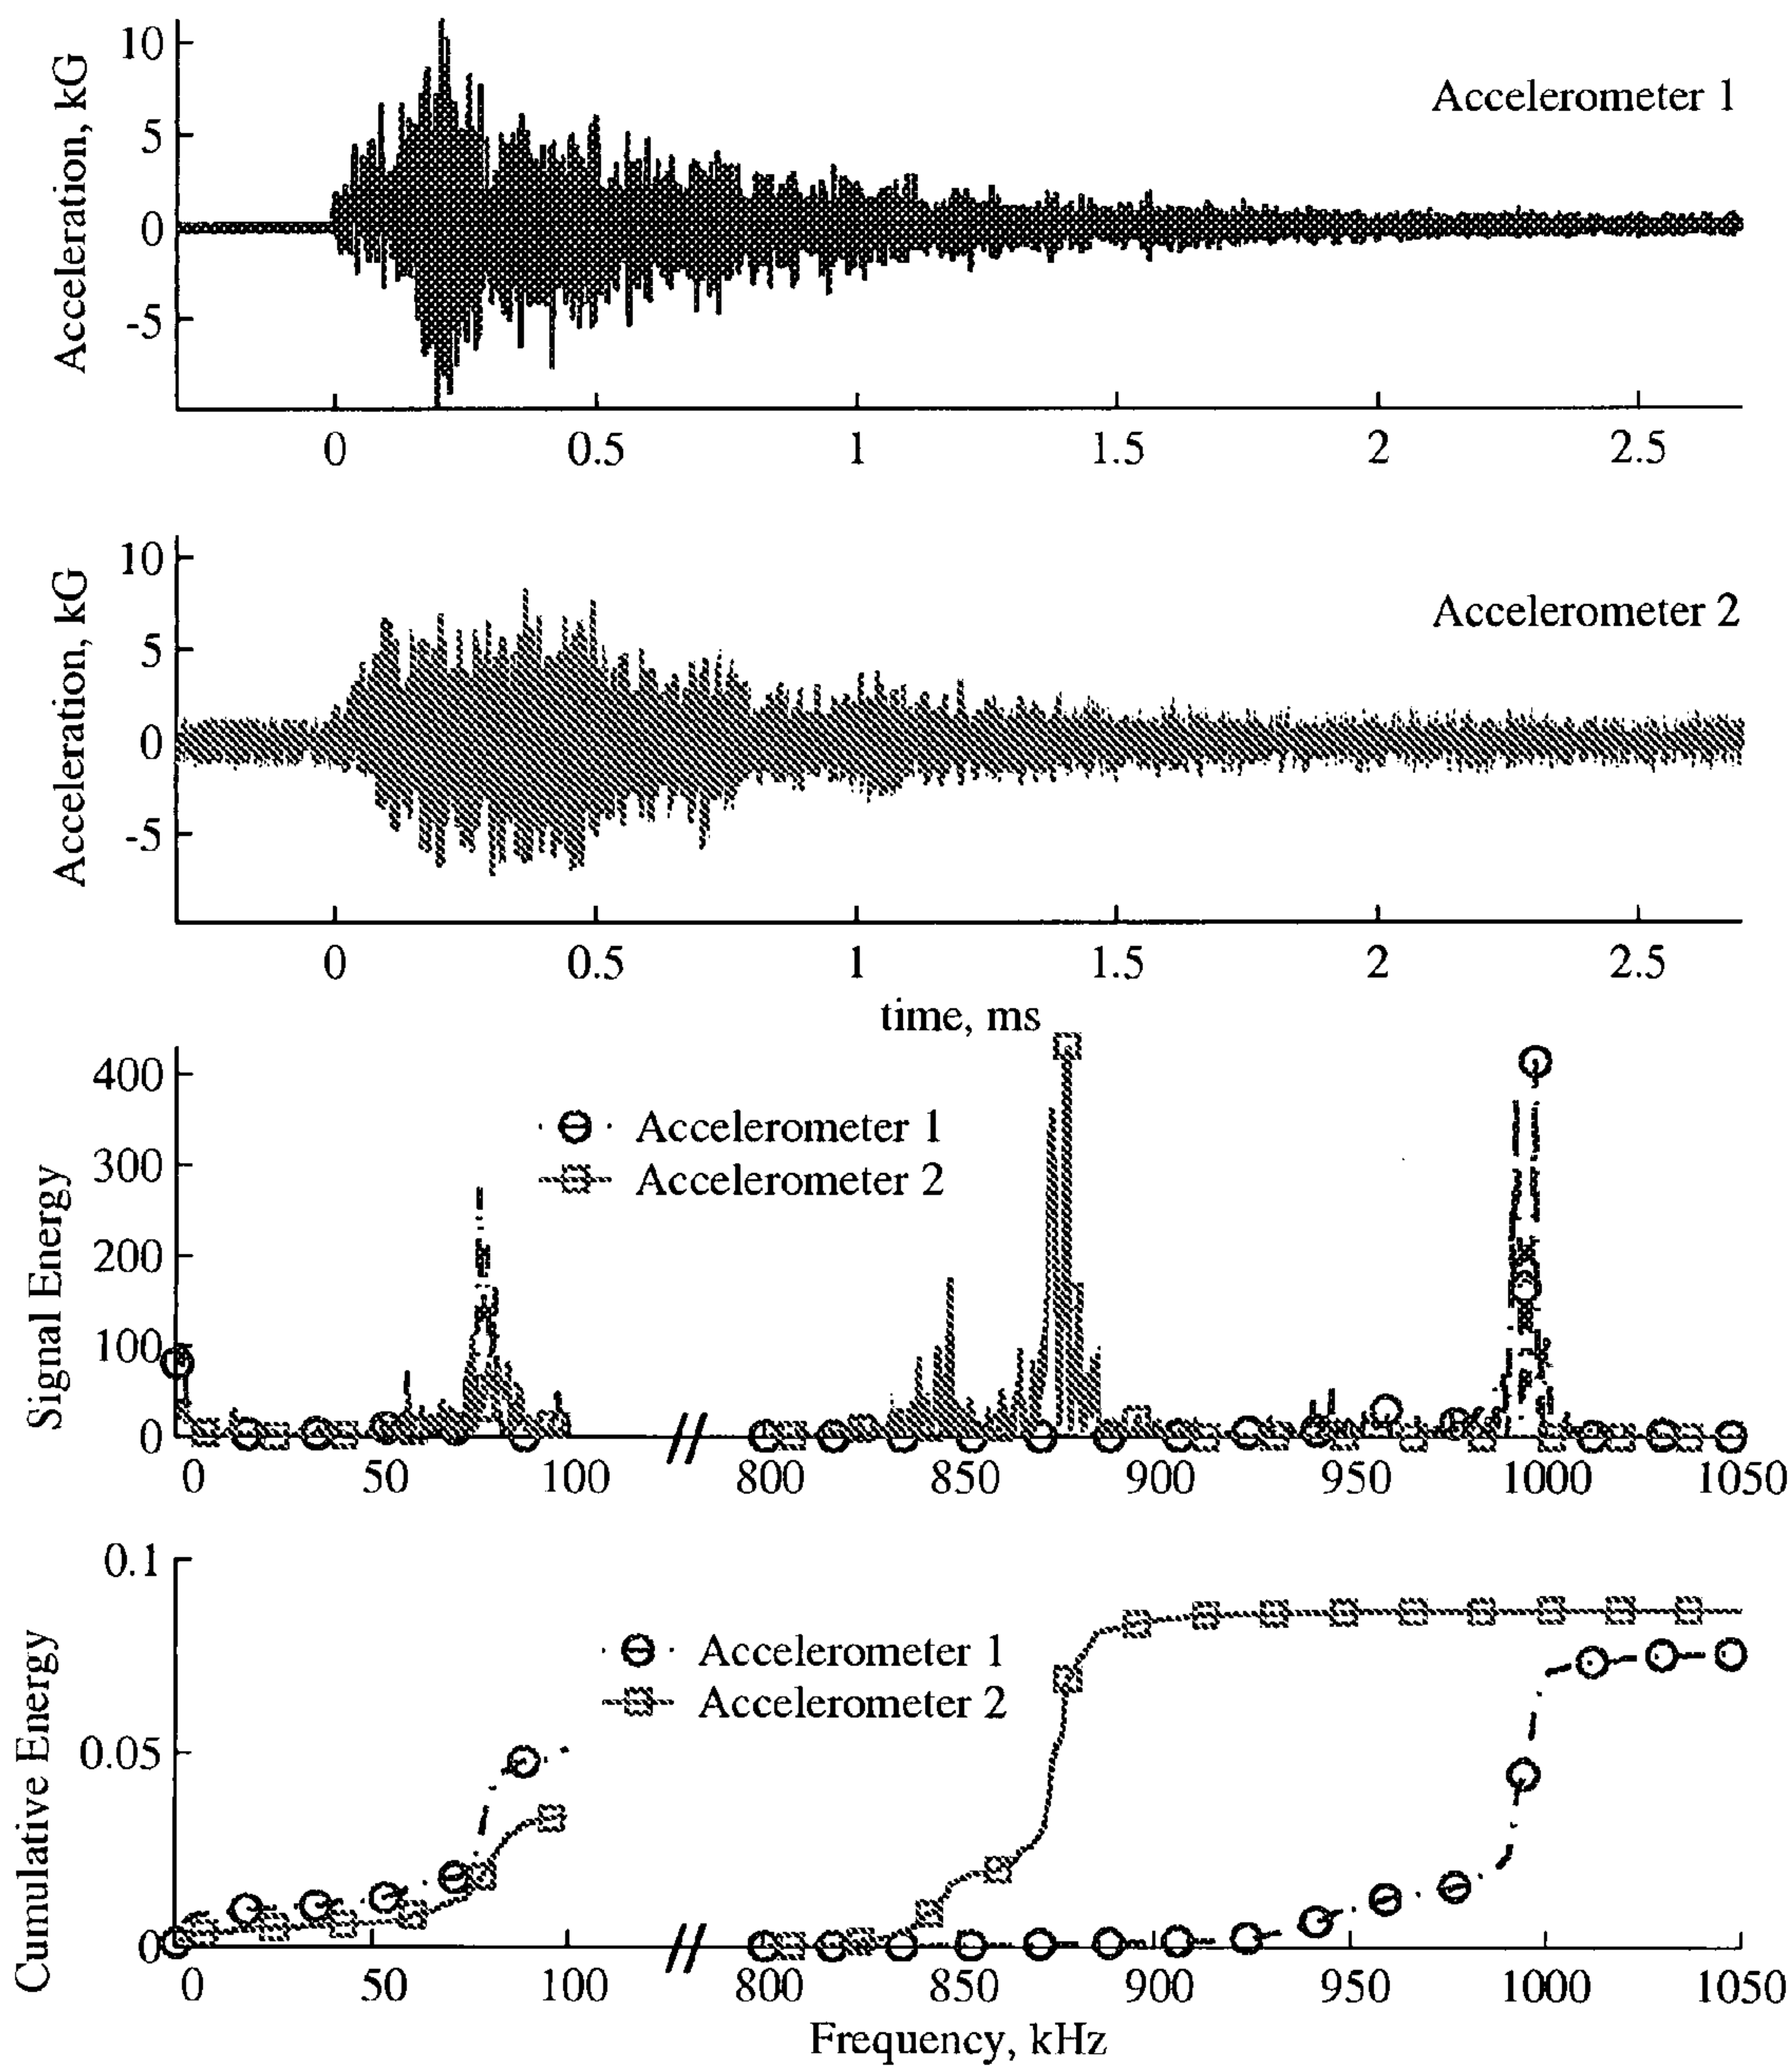 Acceleration, kG
10
5
0
-5
Accelerometer 1
0 0.5 1 1.5 2 2.5
Acceleration, kG
10
5
0
-5
Accelerometer 2
0 0.5 1 1.5 2 2.5
time, ms
Signal Energy
400
300
200
100
0
Accelerometer 1
Accelerometer 2
0 50 100 800 850 900 950 1000 1050
Cumulative Energy
0.1
0.05
0
Accelerometer 1
Accelerometer 2
0 50 100 800 850 900 950 1000 1050
Frequency, kHz